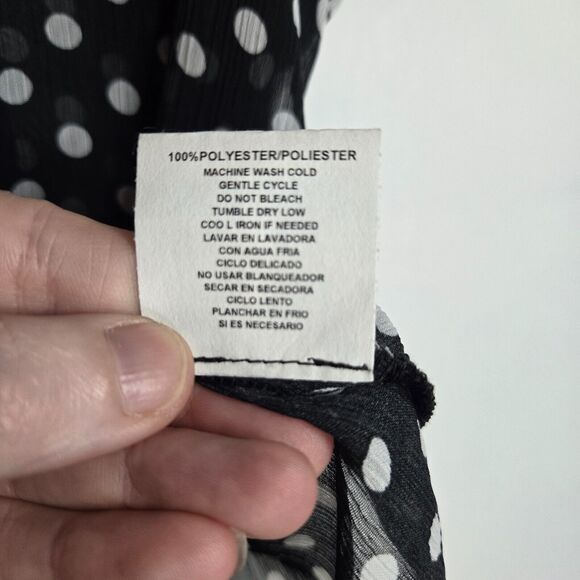 100%POLYESTER/POLIESTER
MACHINE WASH COLD
GENTLE CYCLE
DO NOT BLEACH
TUMBLE DRY LOW
COO L IRON IF NEEDED
LAVAR EN LAVADORA
CON AGUA FRIA
CICLO DELICADO
NO USAR BLANQUEADOR
SECAR EN SECADORA
CICLO LENTO
PLANCHAR EN FRIO
SI ES NECESARIO